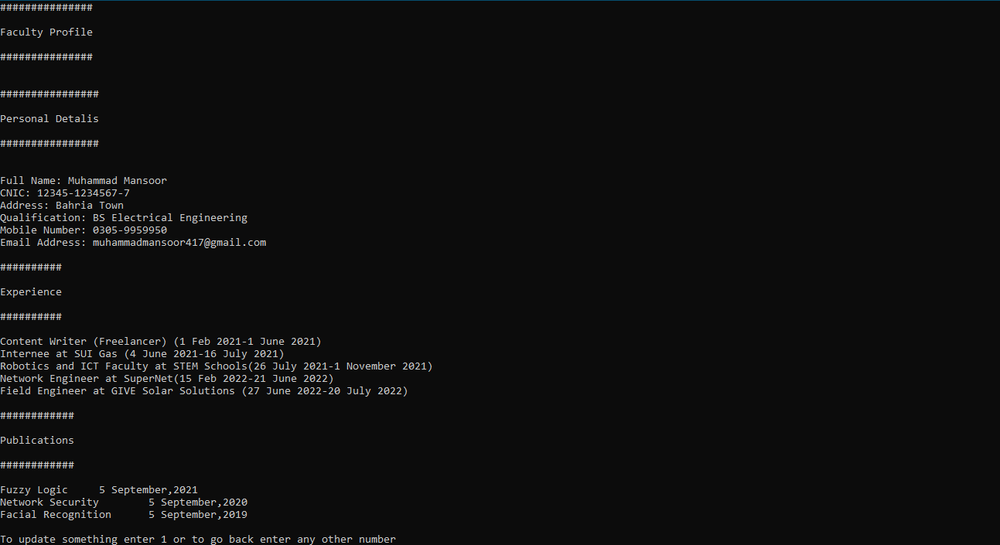 ###############
Faculty Profile
###############
################
Personal Detalis
################
Full Name: Muhammad Mansoor
CNIC: 12345-1234567-7
Address: Bahria Town
Qualification: BS Electrical Engineering
Mobile Number: 0305-9959950
Email Address: muhammadmansoor417@gmail.com
##########
Experience
##########
Content Writer (Freelancer) (1 Feb 2021-1 June 2021)
Internee at SUI Gas (4 June 2021-16 July 2021)
Robotics and ICT Faculty at STEM Schools(26 July 2021-1 November 2021)
Network Engineer at SuperNet(15 Feb 2022-21 June 2022)
Field Engineer at GIVE Solar Solutions (27 June 2022-20 July 2022)
############
Publications
############
Fuzzy Logic     5 September,2021
Network Security        5 September,2020
Facial Recognition      5 September,2019
To update something enter 1 or to go back enter any other number